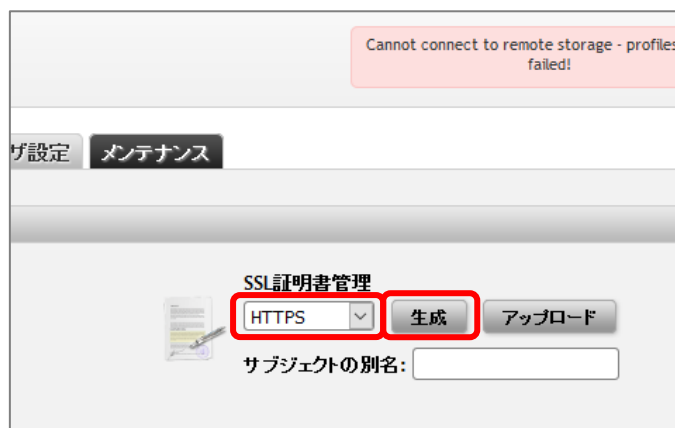 Cannot connect to remote storage - profiles
failed!
ザ設定 メンテナンス
SSL証明書管理
HTTPS 生成 アップロード
サブジェクトの別名: